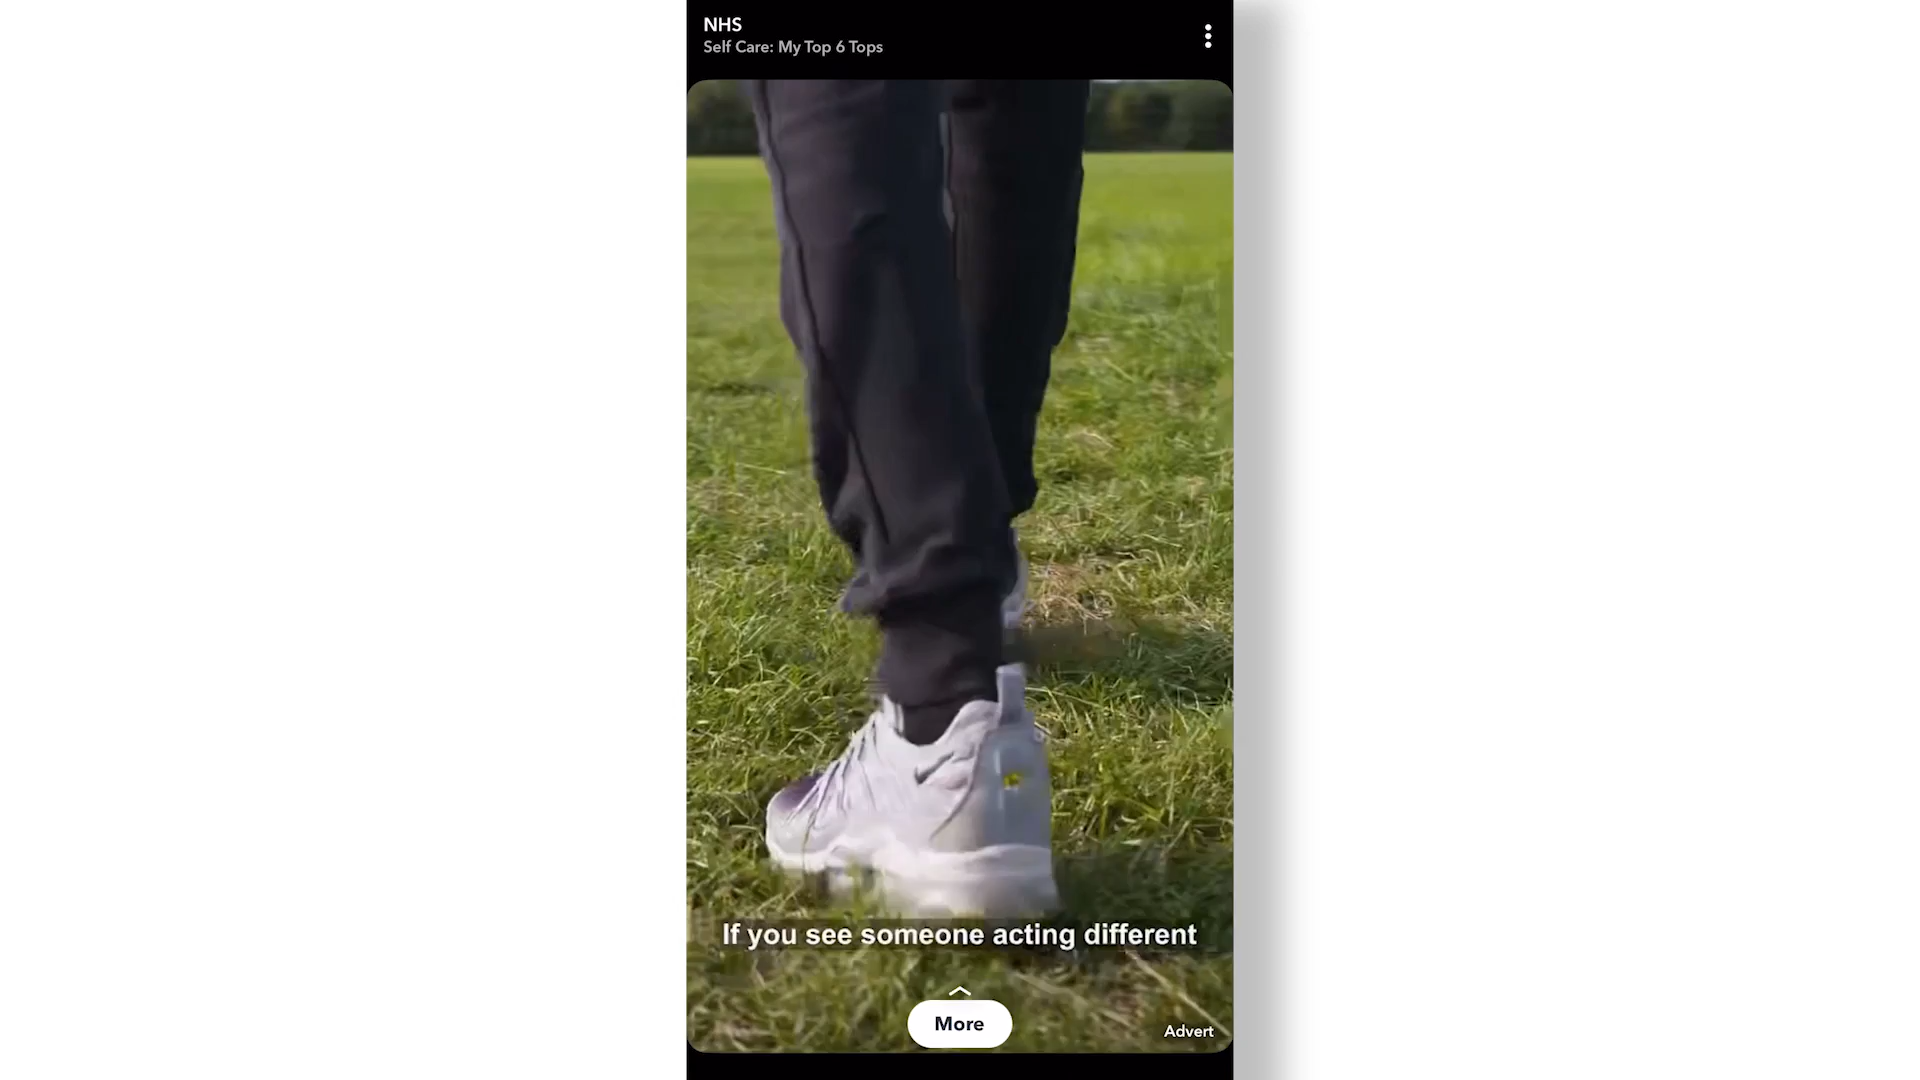 NHS
Self Care: My Top 6 Tops
If you see someone acting different
More
Advert